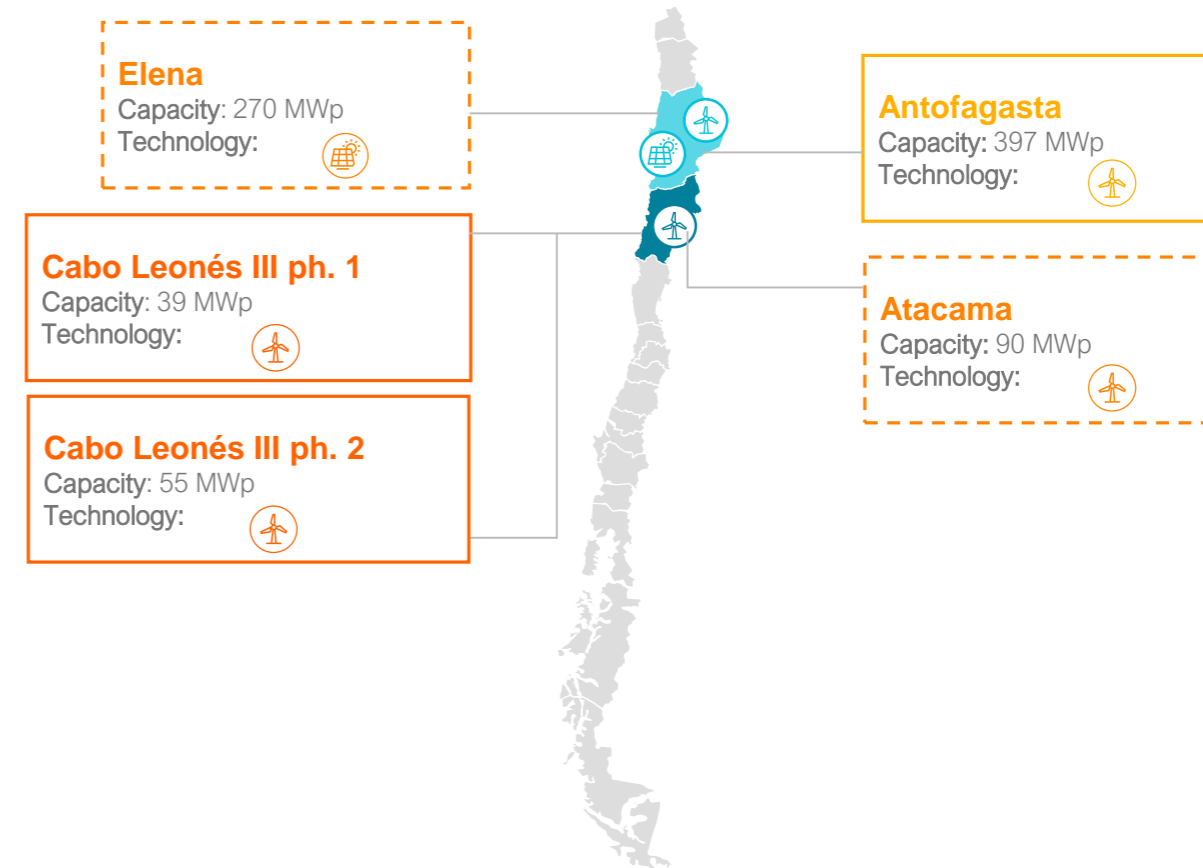 Elena
Capacity: 270 MWp
Technology:
Cabo Leonés III ph. 1
Capacity: 39 MWp
Technology:
Cabo Leonés III ph. 2
Capacity: 55 MWp
Technology:
Antofagasta
Capacity: 397 MWp
Technology:
Atacama
Capacity: 90 MWp
Technology: